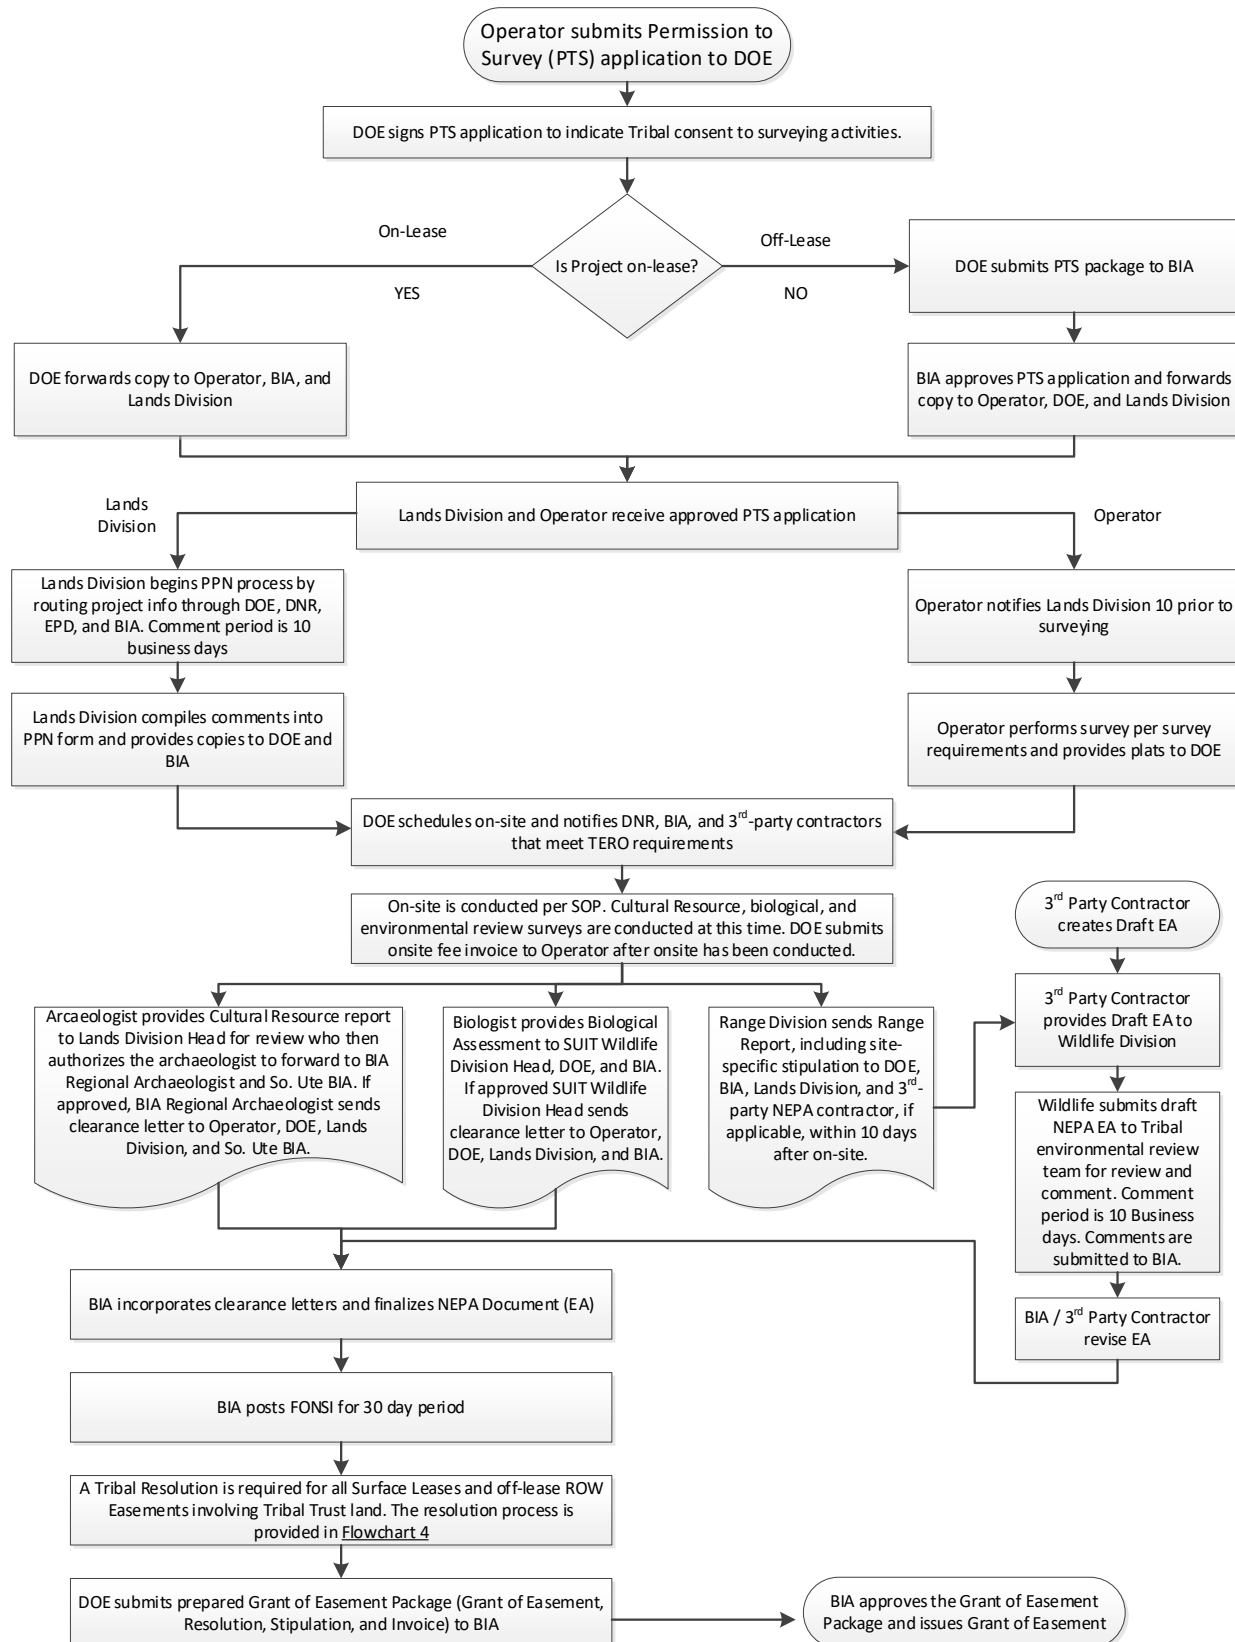 Operator submits Permission to
Survey (PTS) application to DOE
DOE signs PTS application to indicate Tribal consent to surveying activities.
On-Lease
Off-Lease
Is Project on-lease?
YES
NO
DOE submits PTS package to BIA
DOE forwards copy to Operator, BIA, and
Lands Division
BIA approves PTS application and forwards
copy to Operator, DOE, and Lands Division
Lands
Division
Lands Division and Operator receive approved PTS application
Operator
Lands Division begins PPN process by
routing project info through DOE, DNR,
EPD, and BIA. Comment period is 10
business days
Operator notifies Lands Division 10 prior to
surveying
Lands Division compiles comments into
PPN form and provides copies to DOE and
BIA
Operator performs survey per survey
requirements and provides plats to DOE
DOE schedules on-site and notifies DNR, BIA, and 3rd-party contractors
that meet TERO requirements
On-site is conducted per SOP. Cultural Resource, biological, and
environmental review surveys are conducted at this time. DOE submits
onsite fee invoice to Operator after onsite has been conducted.
3rd Party Contractor
creates Draft EA
Arcaeologist provides Cultural Resource report
to Lands Division Head for review who then
authorizes the archaeologist to forward to BIA
Regional Archaeologist and So. Ute BIA. If
approved, BIA Regional Archaeologist sends
clearance letter to Operator, DOE, Lands
Division, and So. Ute BIA.
Biologist provides Biological
Assessment to SUIT Wildlife
Division Head, DOE, and BIA.
If approved SUIT Wildlife
Division Head sends
clearance letter to Operator,
DOE, Lands Division, and BIA.
Range Division sends Range
Report, including site-
specific stipulation to DOE,
BIA, Lands Division, and 3rd-
party NEPA contractor, if
applicable, within 10 days
after on-site.
3rd Party Contractor
provides Draft EA to
Wildlife Division
Wildlife submits draft
NEPA EA to Tribal
environmental review
team for review and
comment. Comment
period is 10 Business
days. Comments are
submitted to BIA.
BIA / 3rd Party Contractor
revise EA
BIA incorporates clearance letters and finalizes NEPA Document (EA)
BIA posts FONSI for 30 day period
A Tribal Resolution is required for all Surface Leases and off-lease ROW
Easements involving Tribal Trust land. The resolution process is
provided in Flowchart 4
DOE submits prepared Grant of Easement Package (Grant of Easement,
Resolution, Stipulation, and Invoice) to BIA
BIA approves the Grant of Easement
Package and issues Grant of Easement